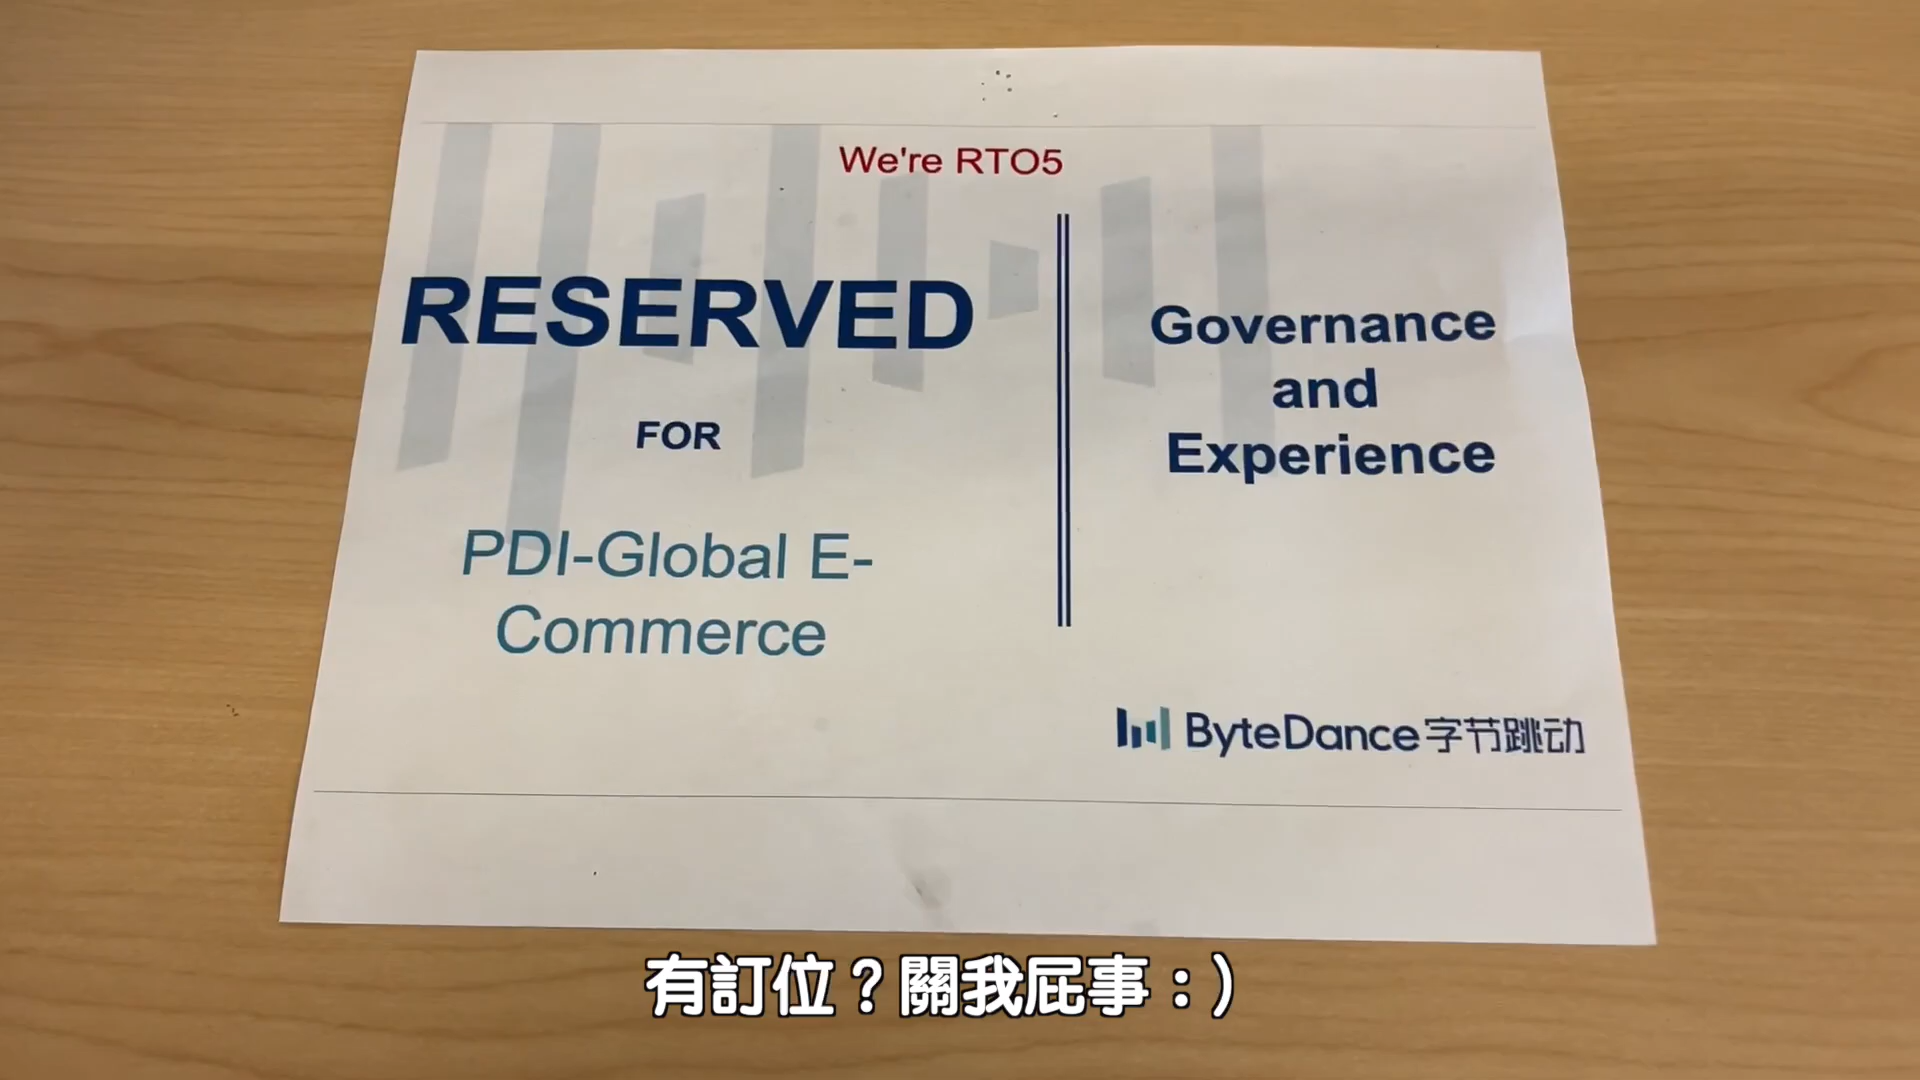 We're RTO5
RESERVED
FOR
PDI-Global E-
Commerce
Governance
and
Experience
ByteDance字节跳动
有訂位？關我屁事：）